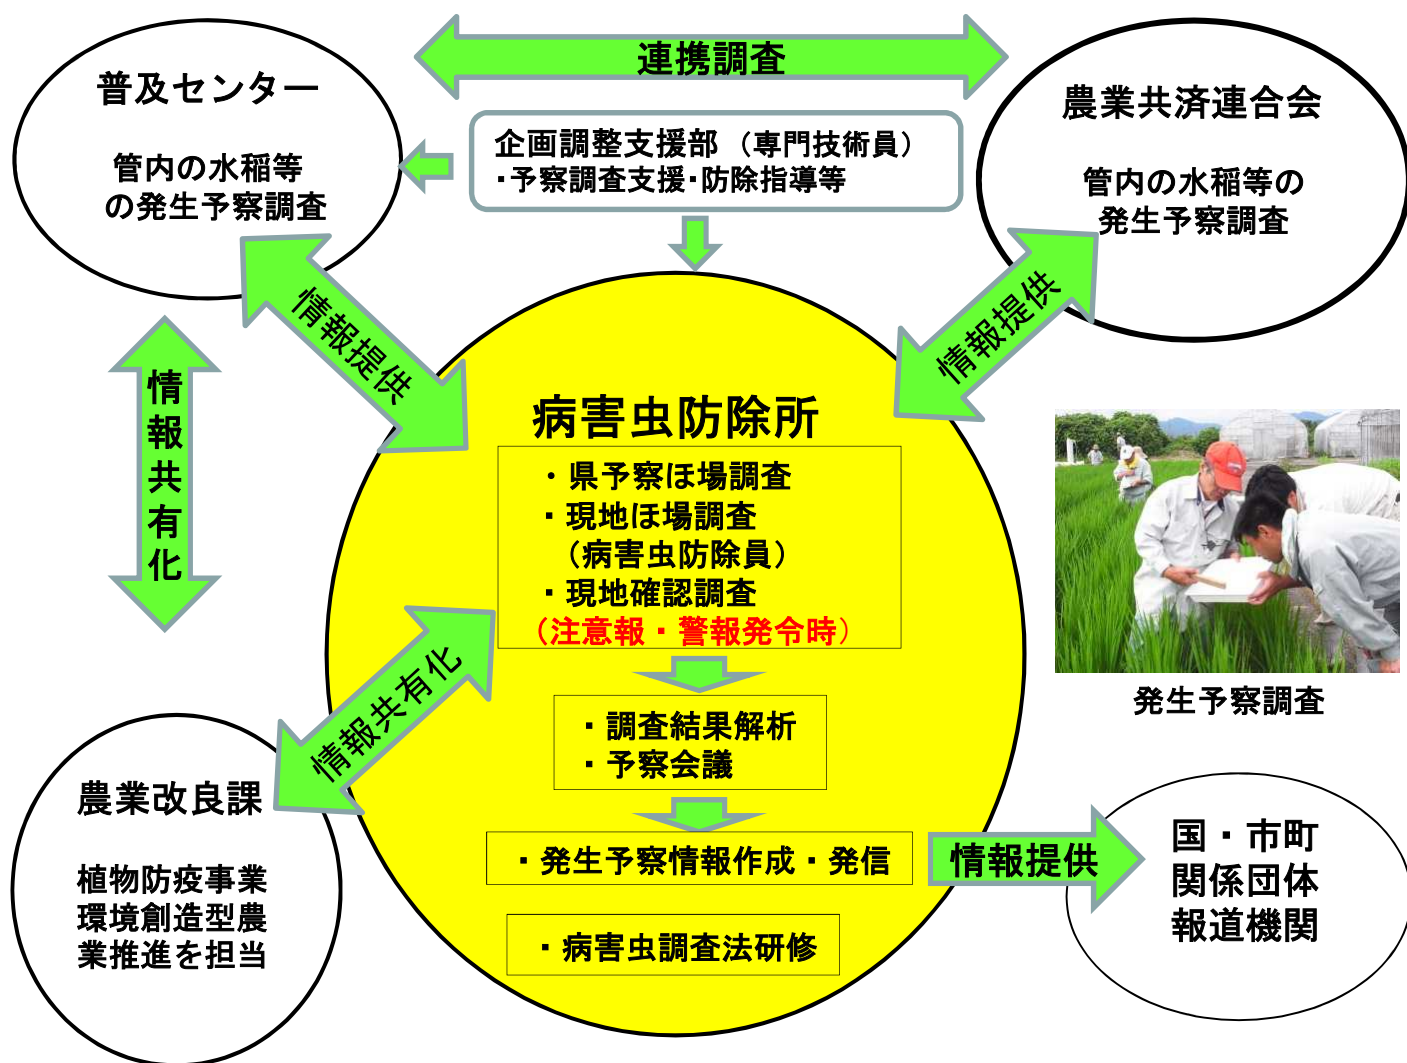 連携調査
普及センター
管内の水稲等
の発生予察調査
企画調整支援部（専門技術員）
・予察調査支援・防除指導等
農業共済連合会
管内の水稲等の
発生予察調査
情報提供
情報提供
情報共有化
病害虫防除所
・県予察ほ場調査
・現地ほ場調査
（病害虫防除員）
・現地確認調査
（注意報・警報発令時）
・調査結果解析
・予察会議
・発生予察情報作成・発信
・病害虫調査法研修
発生予察調査
情報共有化
農業改良課
植物防疫事業
環境創造型農
業推進を担当
情報提供
国・市町
関係団体
報道機関